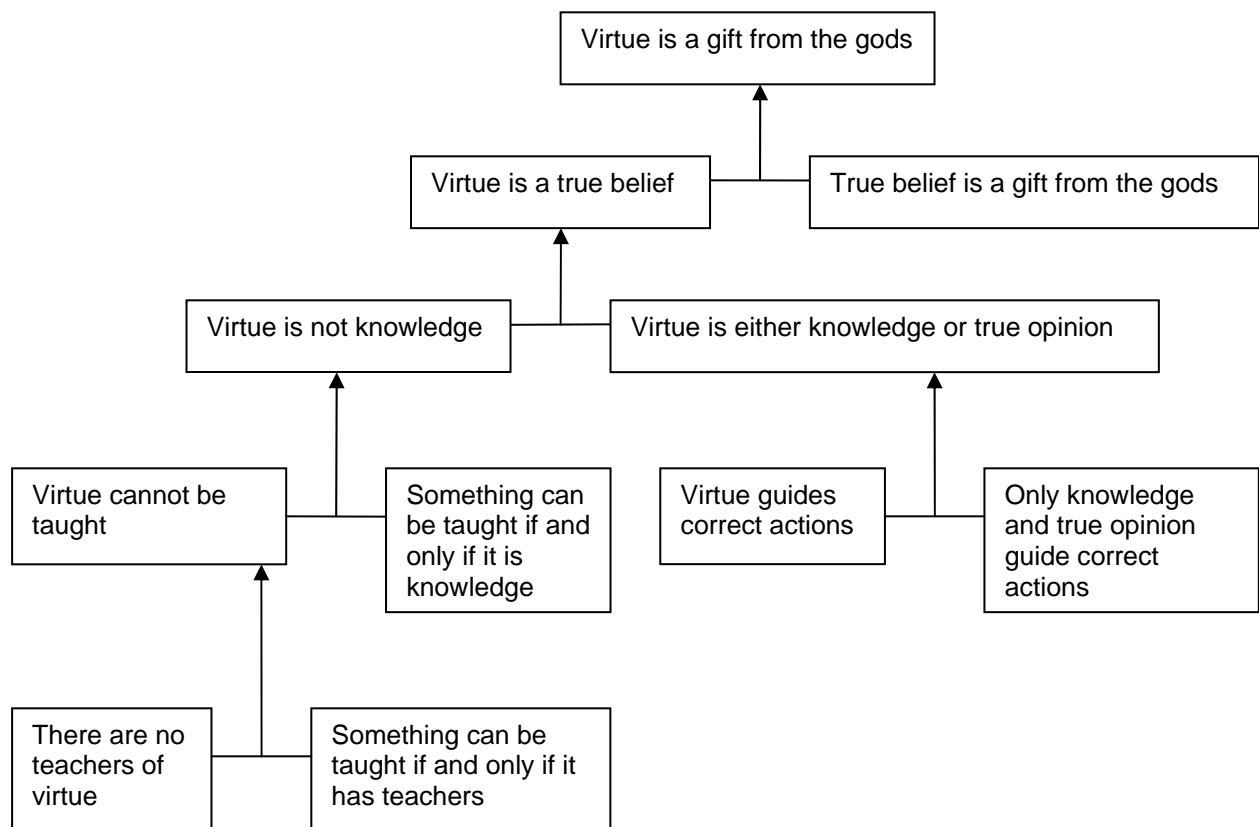 Virtue is a gift from the gods
Virtue is a true belief
True belief is a gift from the gods
Virtue is not knowledge
Virtue is either knowledge or true opinion
Virtue cannot be
taught
Something can
be taught if and
only if it is
knowledge
Virtue guides
correct actions
Only knowledge
and true opinion
guide correct
actions
There are no
teachers of
virtue
Something can be
taught if and only if it
has teachers